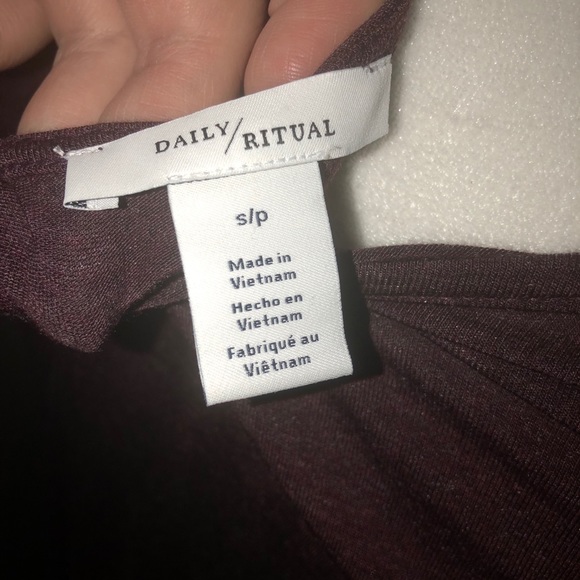 DAILY/RITUAL
s/p
Made in
Vietnam
Hecho en
Vietnam
Fabriqué au
Viêtnam